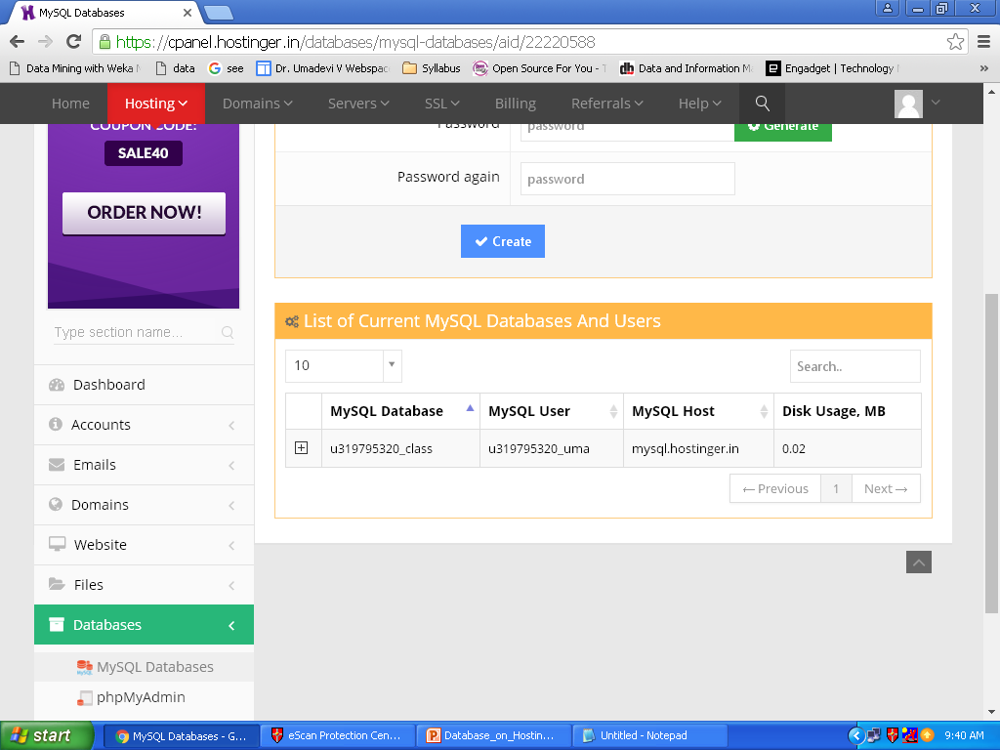 MySQL Databases
https://cpanel.hostinger.in/databases/mysql-databases/aid/22220588
Data Mining with Weka data see Dr. Umadevi V Webspac Syllabus Open Source For You - T Data and Information M Engadget | Technology »
Home Hosting Domains Servers SSL Billing Referrals Help
COUPON CODE:
SALE40
ORDER NOW!
Type section name...
Dashboard
Accounts
Emails
Domains
Website
Files
Databases
MySQL Databases
phpMyAdmin
Password password Generate
Password again password
Create
List of Current MySQL Databases And Users
10 Search..
MySQL Database MySQL User MySQL Host Disk Usage, MB
u319795320_class u319795320_uma mysql.hostinger.in 0.02
← Previous 1 Next →
start MySQL Databases - G... eScan Protection Cen... Database_on_Hostin... Untitled - Notepad 9:40 AM